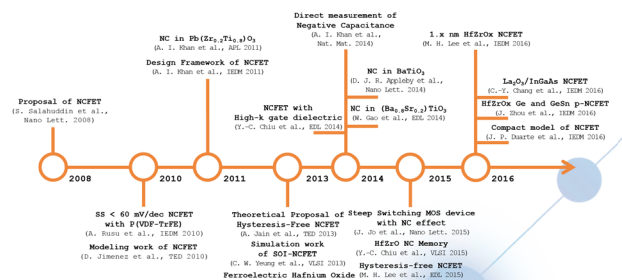 Direct measurement of
Negative Capacitance
(A. I. Khan et al.,
Nat. Mat. 2014)
NC in Pb(Zr0.2Ti0.8)O3
(A. I. Khan et al., APL 2011)
Design Framework of NCFET
(A. I. Khan et al., IEDM 2011)
1.x nm HfZrOx NCFET
(M. H. Lee et al., IEDM 2016)
NC in BaTiO3
(D. J. R. Appleby et al.,
Nano Lett. 2014)
La2O3/InGaAs NCFET
(C.-Y. Chang et al., IEDM 2016)
Proposal of NCFET
(S. Salahuddin et al.,
Nano Lett. 2008)
NCFET with
High-k gate dielectric
(Y.-C. Chiu et al., EDL 2014)
NC in (Ba0.8Sr0.2)TiO3
(W. Gao et al., EDL 2014)
HfZrOx Ge and GeSn p-NCFET
(J. Zhou et al., IEDM 2016)
Compact model of NCFET
(J. P. Duarte et al., IEDM 2016)
2008 2010 2011 2013 2014 2015 2016
SS < 60 mV/dec NCFET
with P(VDF-TrFE)
(A. Rusu et al., IEDM 2010)
Modeling work of NCFET
(D. Jimenez et al., TED 2010)
Theoretical Proposal of
Hysteresis-Free NCFET
(A. Jain et al., TED 2013)
Simulation work
of SOI-NCFET
(C. W. Yeung et al., VLSI 2013)
Ferroelectric Hafnium Oxide
Steep Switching MOS device
with NC effect
(J. Jo et al., Nano Lett. 2015)
HfZrO NC Memory
(Y.-C. Chiu et al., VLSI 2015)
Hysteresis-free NCFET
(M. H. Lee et al., EDL 2015)